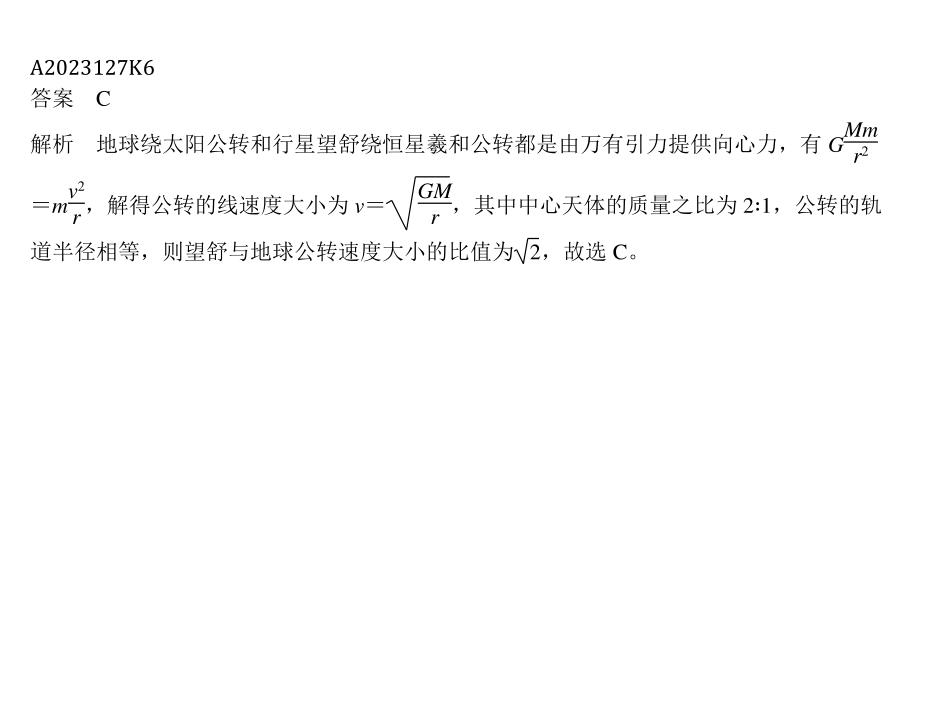 A2023127K6
答案 C
解析 地球绕太阳公转和行星望舒绕恒星羲和公转都是由万有引力提供向心力，有 G\frac{Mm}{r^2}
＝m\frac{v^2}{r}，解得公转的线速度大小为 v＝\sqrt{\frac{GM}{r}}，其中中心天体的质量之比为 2∶1，公转的轨
道半径相等，则望舒与地球公转速度大小的比值为\sqrt{2}，故选 C。